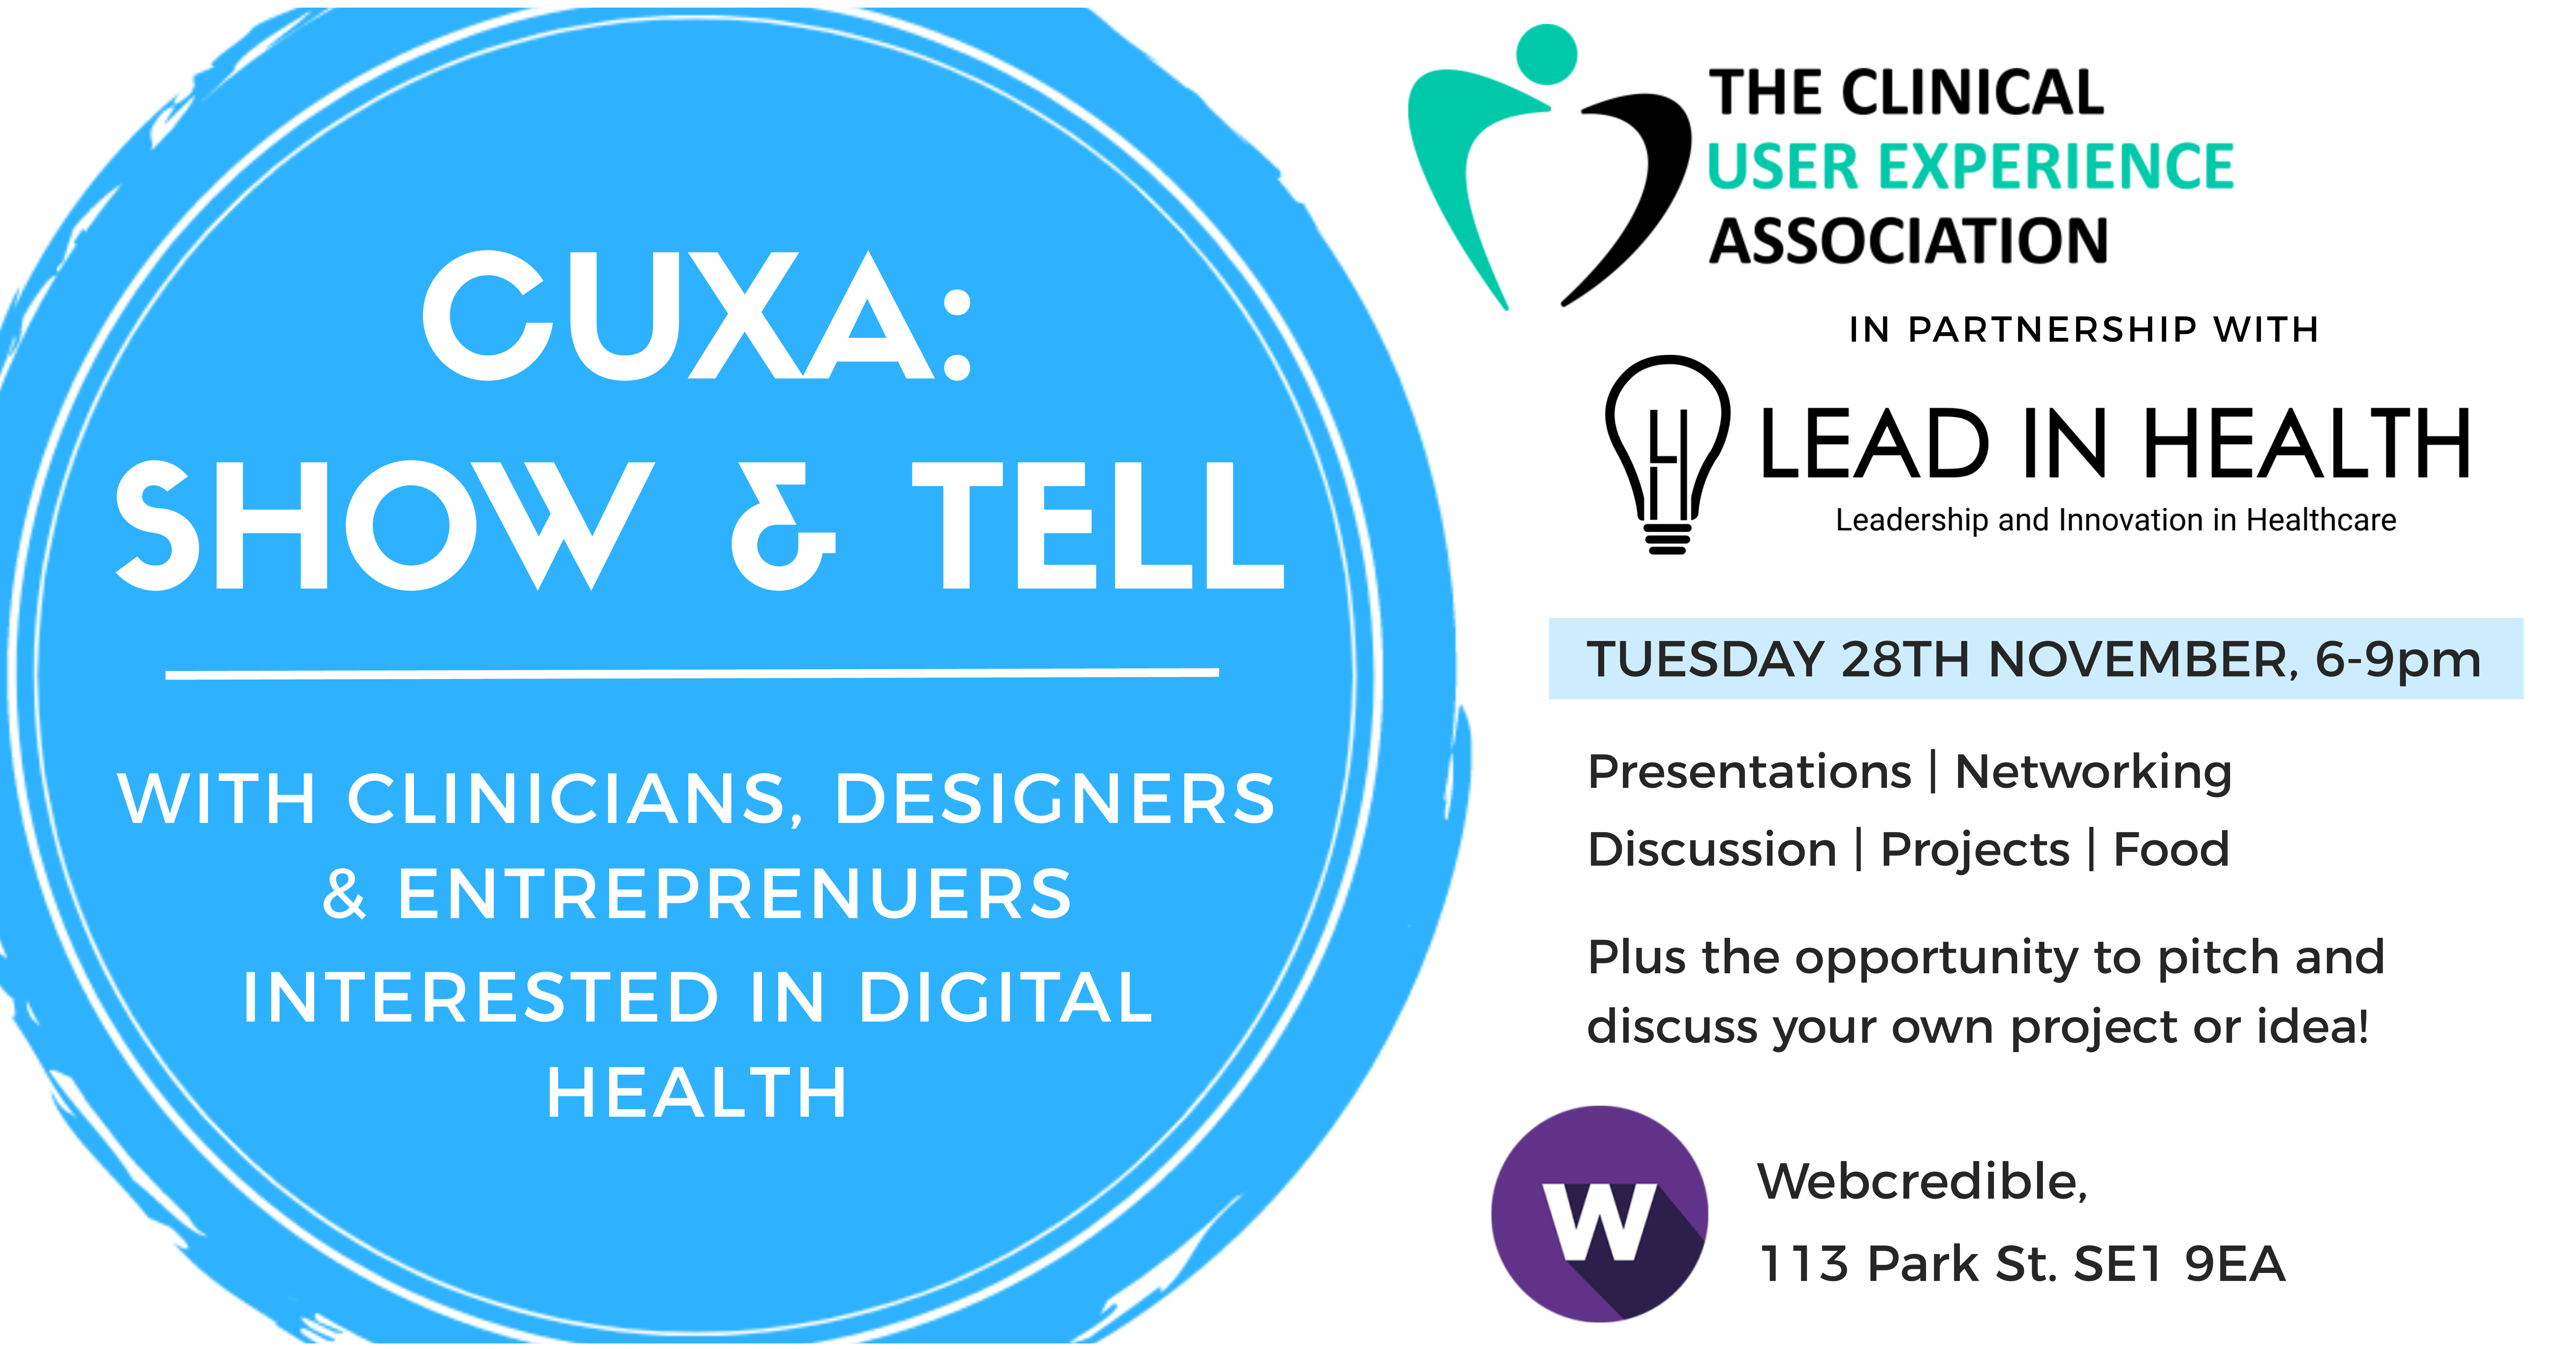 CUXA:
SHOW & TELL
WITH CLINICIANS, DESIGNERS
& ENTREPRENUERS
INTERESTED IN DIGITAL
HEALTH
THE CLINICAL
USER EXPERIENCE
ASSOCIATION
IN PARTNERSHIP WITH
LIH
LEAD IN HEALTH
Leadership and Innovation in Healthcare
TUESDAY 28TH NOVEMBER, 6-9pm
Presentations | Networking
Discussion | Projects | Food
Plus the opportunity to pitch and
discuss your own project or idea!
W
Webcredible,
113 Park St. SE1 9EA